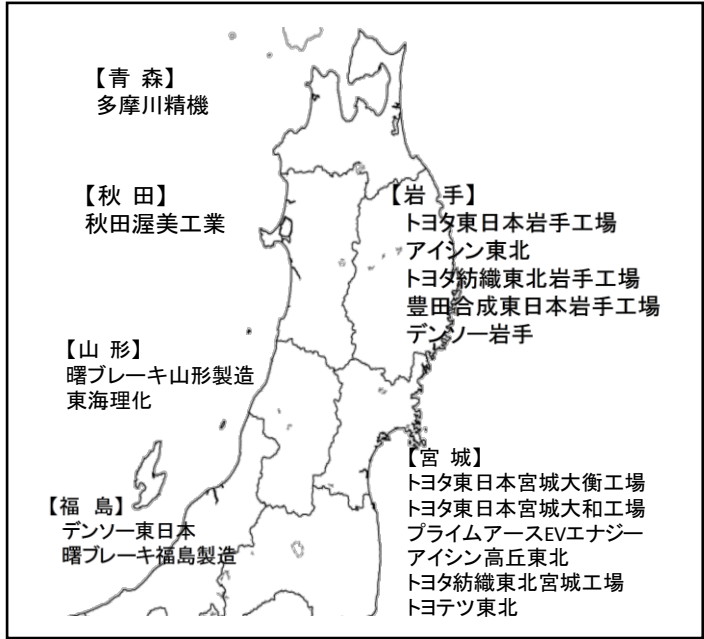 【青 森】
多摩川精機
【秋 田】
秋田渥美工業
【岩 手】
トヨタ東日本岩手工場
アイシン東北
トヨタ紡織東北岩手工場
豊田合成東日本岩手工場
デンソー岩手
【山 形】
曙ブレーキ山形製造
東海理化
【宮 城】
トヨタ東日本宮城大衡工場
トヨタ東日本宮城大和工場
プライムアースEVエナジー
アイシン高丘東北
トヨタ紡織東北宮城工場
トヨテツ東北
【福 島】
デンソー東日本
曙ブレーキ福島製造